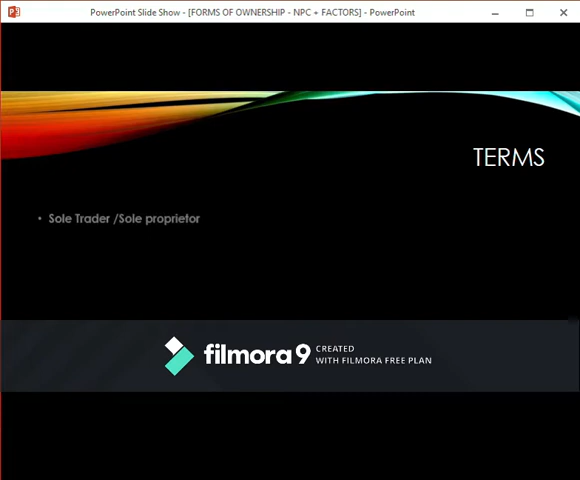 PowerPoint Slide Show - [FORMS OF OWNERSHIP - NPC + FACTORS] - PowerPoint
TERMS
• Sole Trader /Sole proprietor
filmora 9 CREATED
WITH FILMORA FREE PLAN